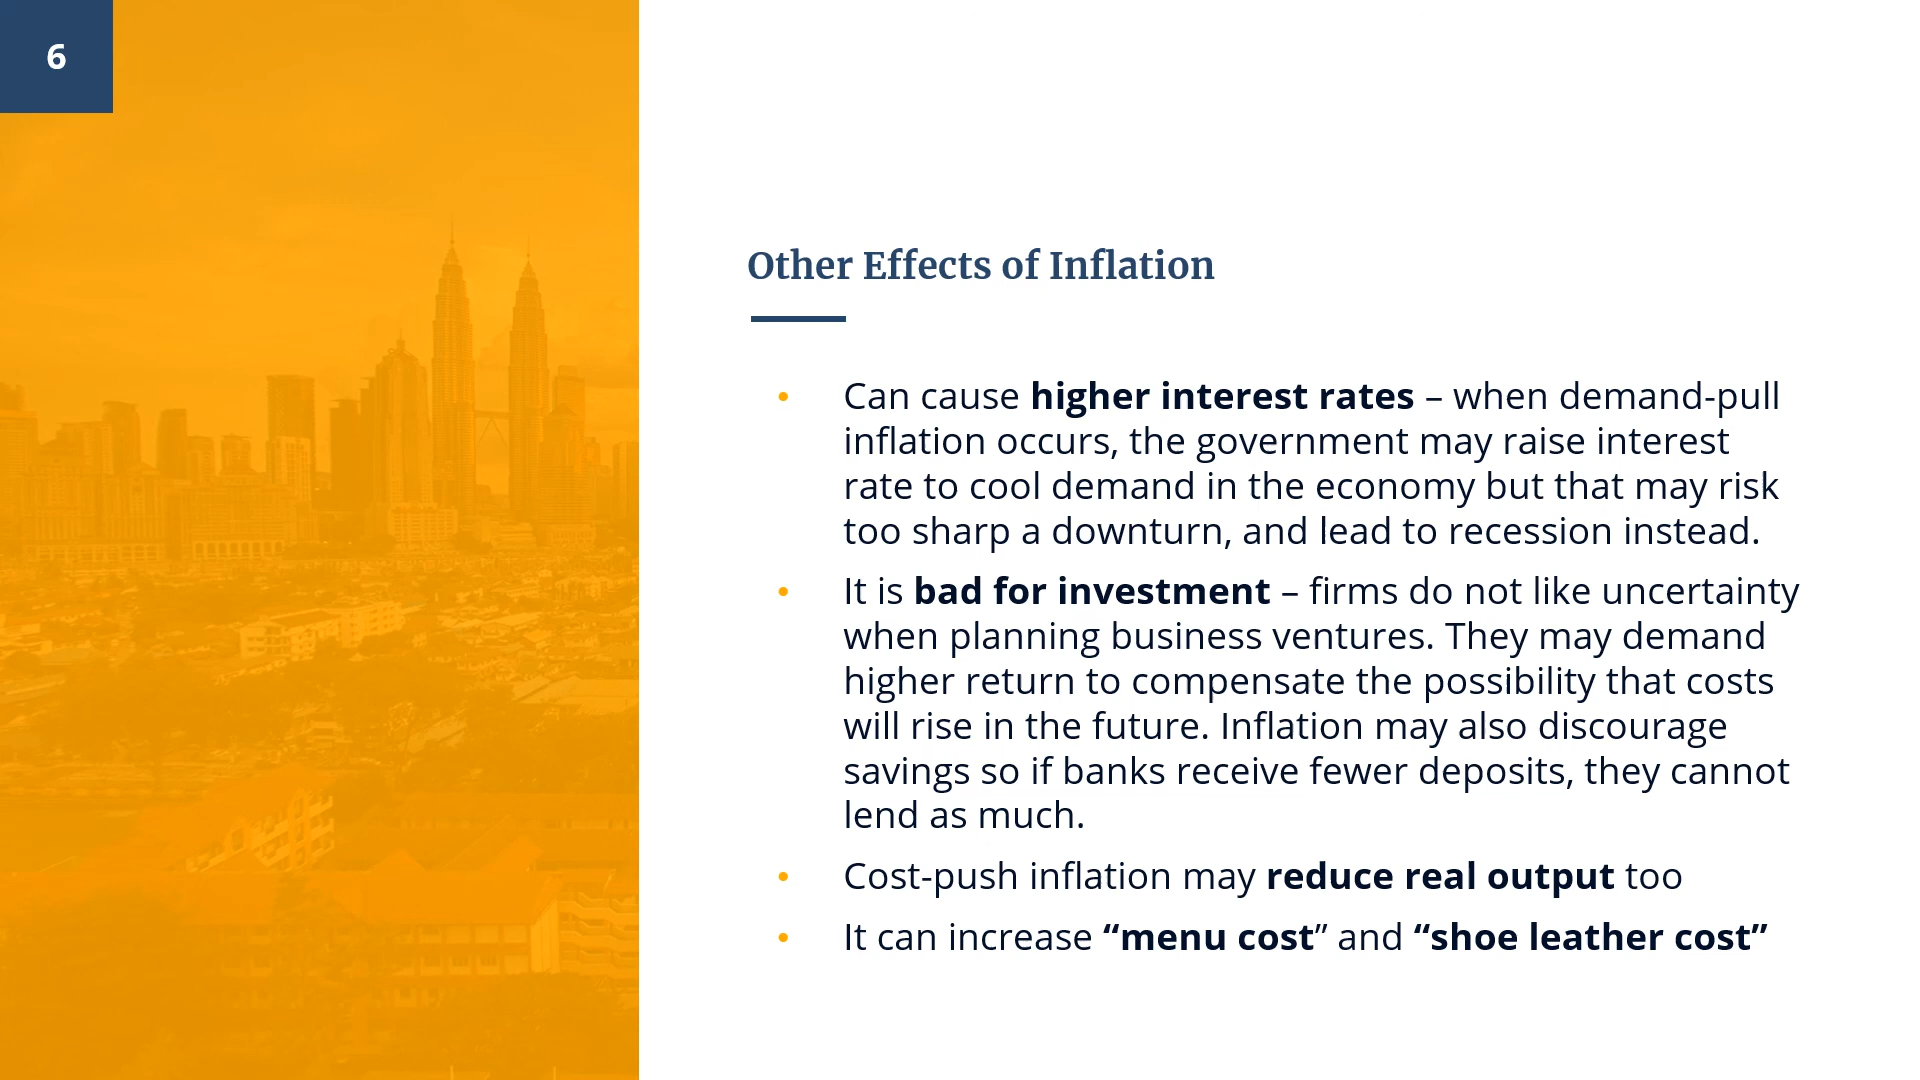 6
Other Effects of Inflation
• Can cause higher interest rates – when demand-pull
inflation occurs, the government may raise interest
rate to cool demand in the economy but that may risk
too sharp a downturn, and lead to recession instead.
• It is bad for investment – firms do not like uncertainty
when planning business ventures. They may demand
higher return to compensate the possibility that costs
will rise in the future. Inflation may also discourage
savings so if banks receive fewer deposits, they cannot
lend as much.
• Cost-push inflation may reduce real output too
• It can increase “menu cost” and “shoe leather cost”